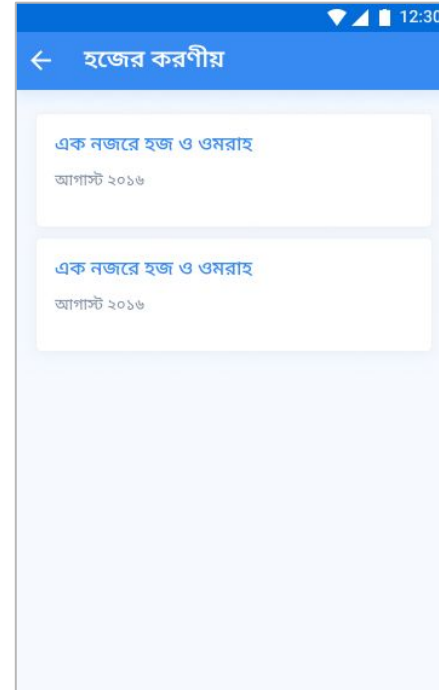 12:30
হজের করণীয়
এক নজরে হজ ও ওমরাহ
আগাস্ট ২০১৬
এক নজরে হজ ও ওমরাহ
আগাস্ট ২০১৬